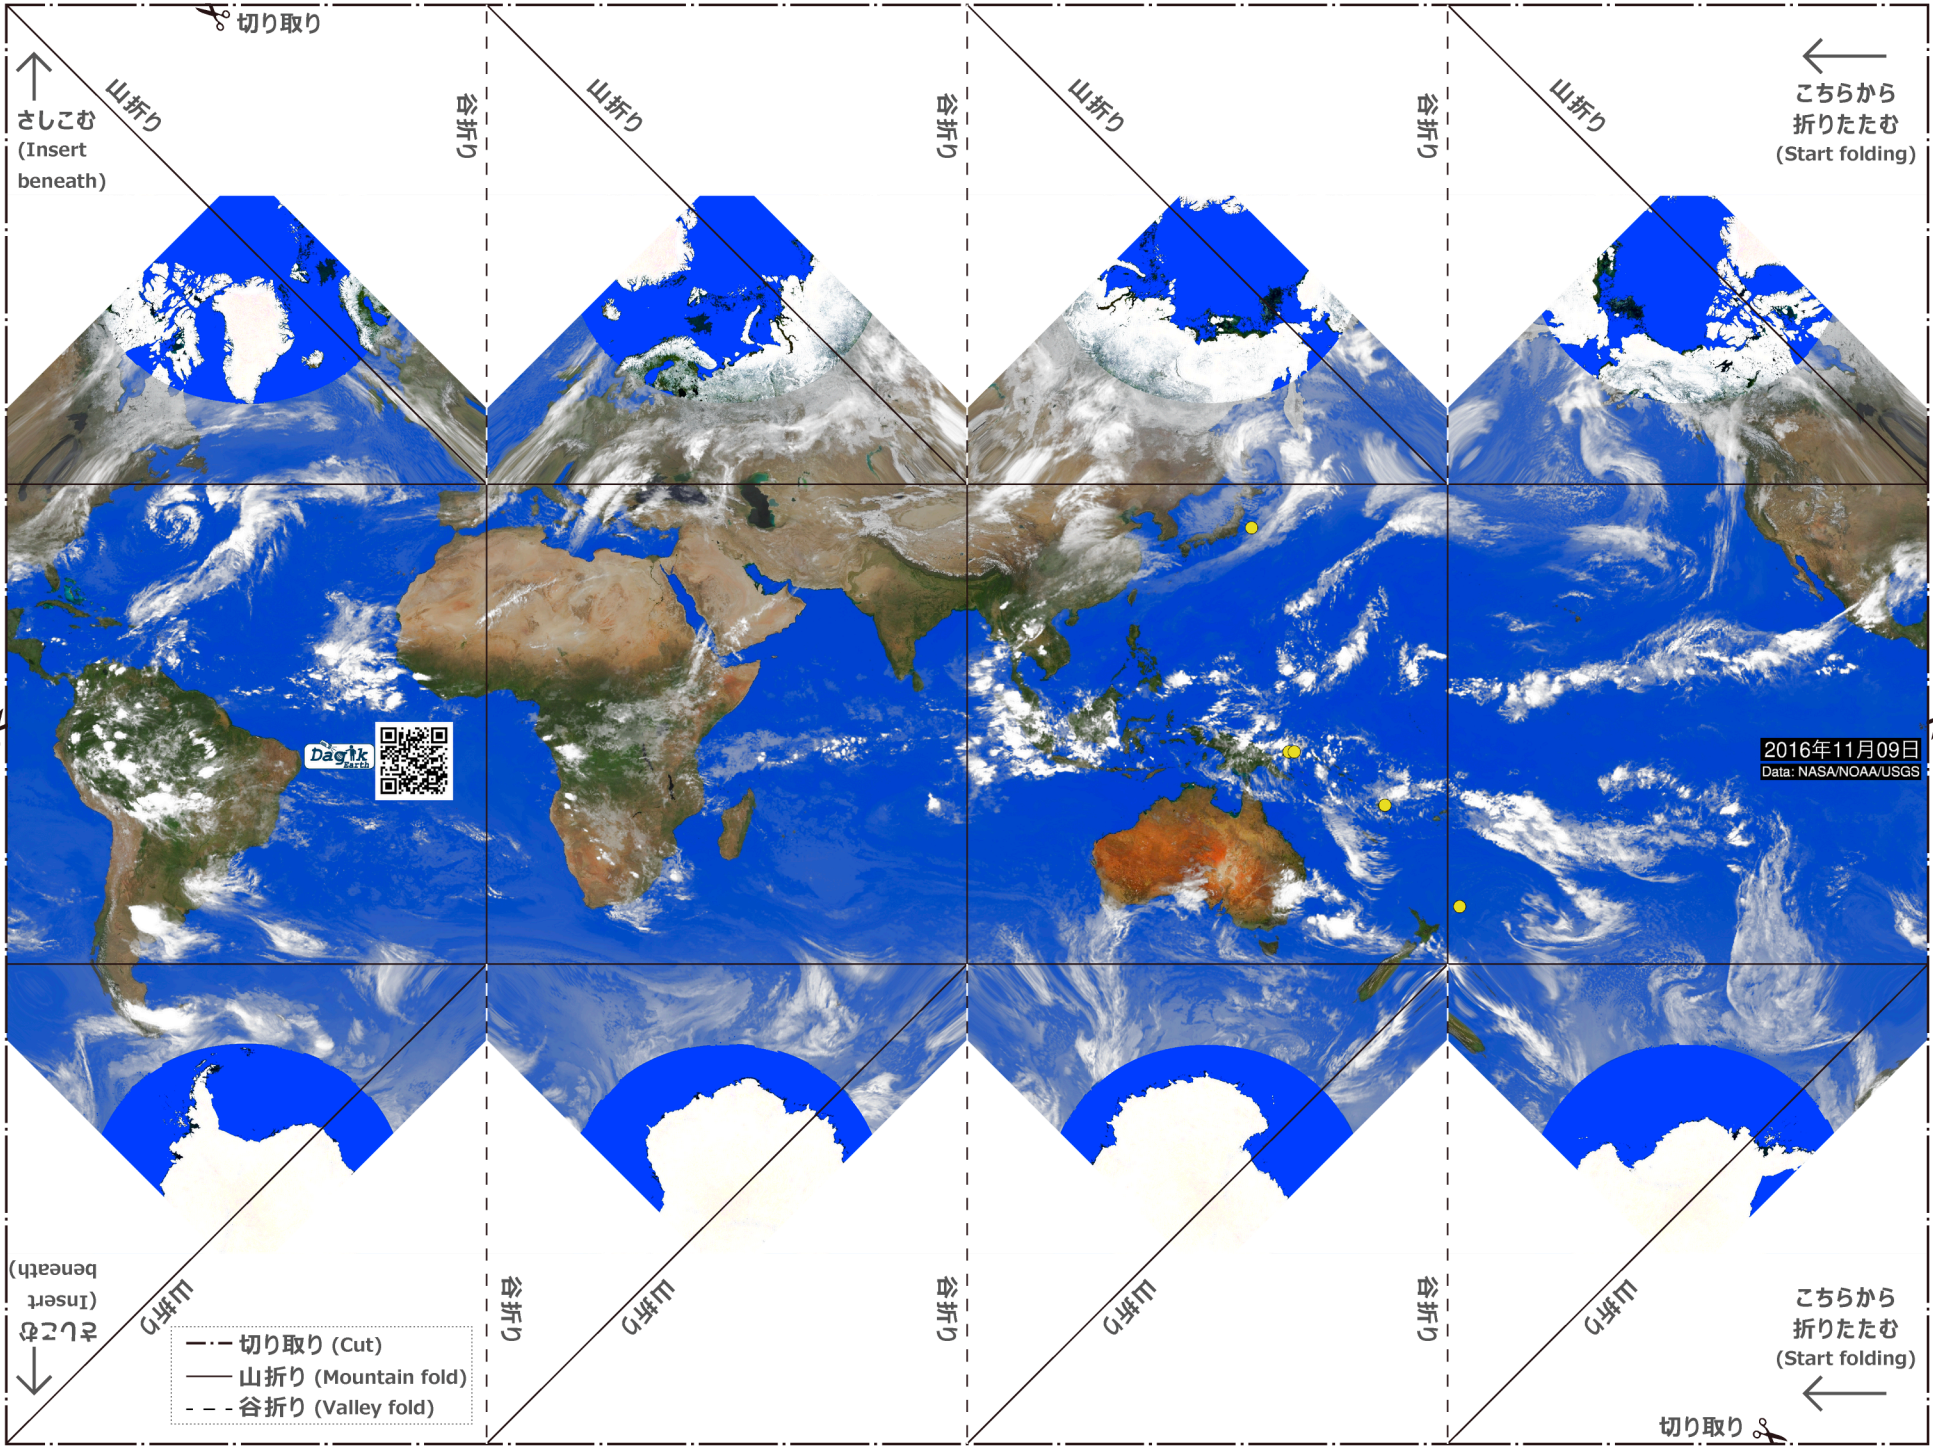 切り取り
山折り
谷折り
山折り
谷折り
山折り
谷折り
山折り
さしこむ
(Insert
beneath)
こちらから
折りたたむ
(Start folding)
Dagik
Earth
2016年11月09日
Data: NASA/NOAA/USGS
さしこむ
(Insert
beneath)
山折り
谷折り
山折り
谷折り
山折り
谷折り
山折り
こちらから
折りたたむ
(Start folding)
切り取り (Cut)
山折り (Mountain fold)
谷折り (Valley fold)
切り取り